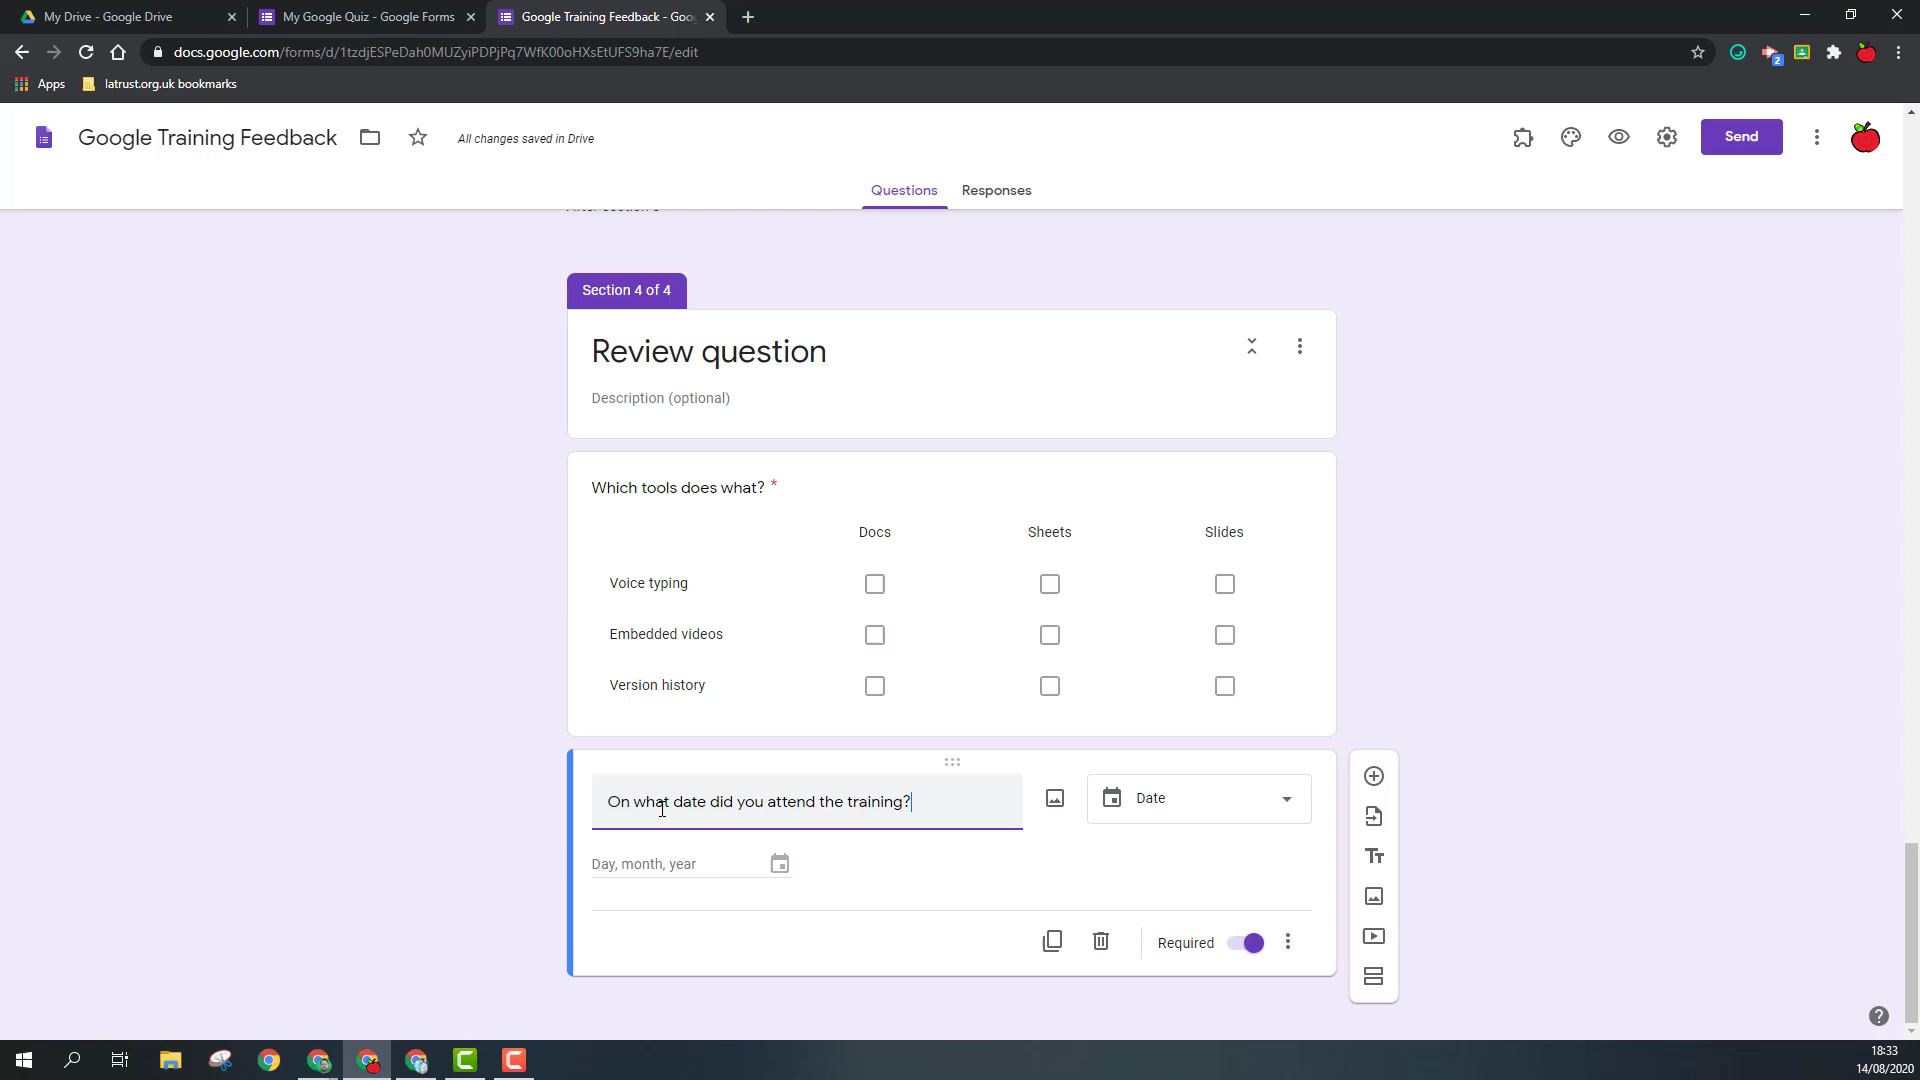 My Drive - Google Drive
My Google Quiz - Google Forms
Google Training Feedback - Goo
docs.google.com/forms/d/1tzdjESPeDah0MUZyiPDPjPq7WfK00oHXsEtUFS9ha7E/edit
2
Apps
latrust.org.uk bookmarks
Google Training Feedback
All changes saved in Drive
Send
Questions
Responses
Section 4 of 4
Review question
Description (optional)
Which tools does what? *
Docs Sheets Slides
Voice typing
Embedded videos
Version history
On what date did you attend the training?
Date
Day, month, year
Required
18:33
14/08/2020